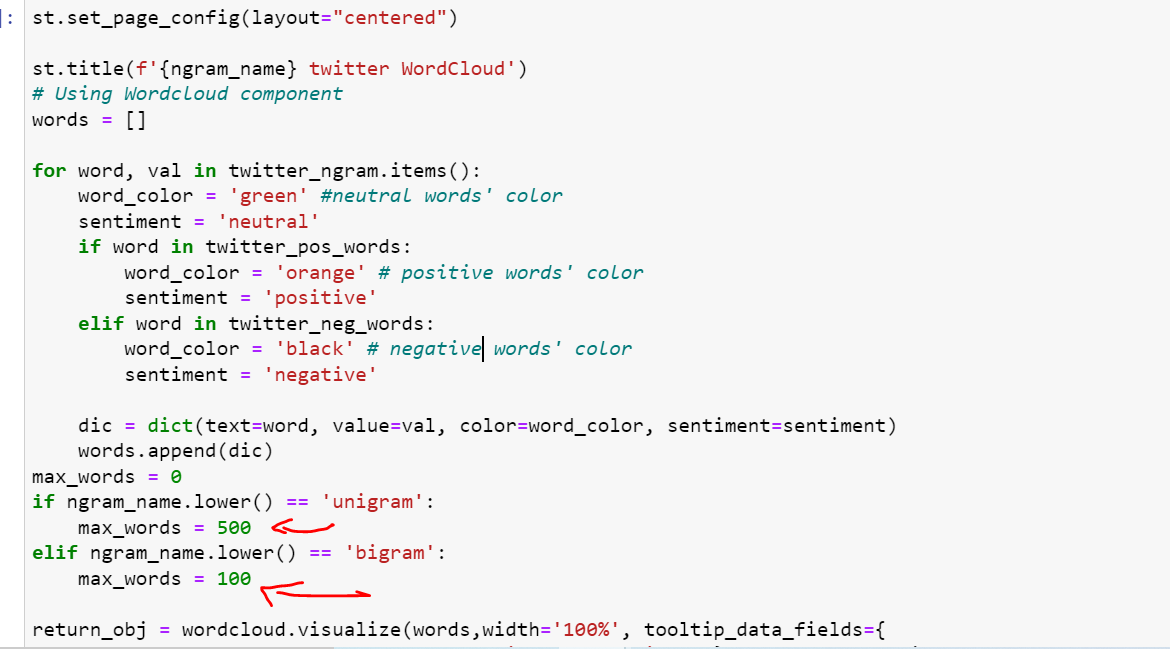 ]:
st.set_page_config(layout="centered")
st.title(f'{ngram_name} twitter WordCloud')
# Using Wordcloud component
words = []
for word, val in twitter_ngram.items():
    word_color = 'green' #neutral words' color
    sentiment = 'neutral'
    if word in twitter_pos_words:
        word_color = 'orange' # positive words' color
        sentiment = 'positive'
    elif word in twitter_neg_words:
        word_color = 'black' # negative words' color
        sentiment = 'negative'
    dic = dict(text=word, value=val, color=word_color, sentiment=sentiment)
    words.append(dic)
max_words = 0
if ngram_name.lower() == 'unigram':
    max_words = 500
elif ngram_name.lower() == 'bigram':
    max_words = 100
return_obj = wordcloud.visualize(words,width='100%', tooltip_data_fields={